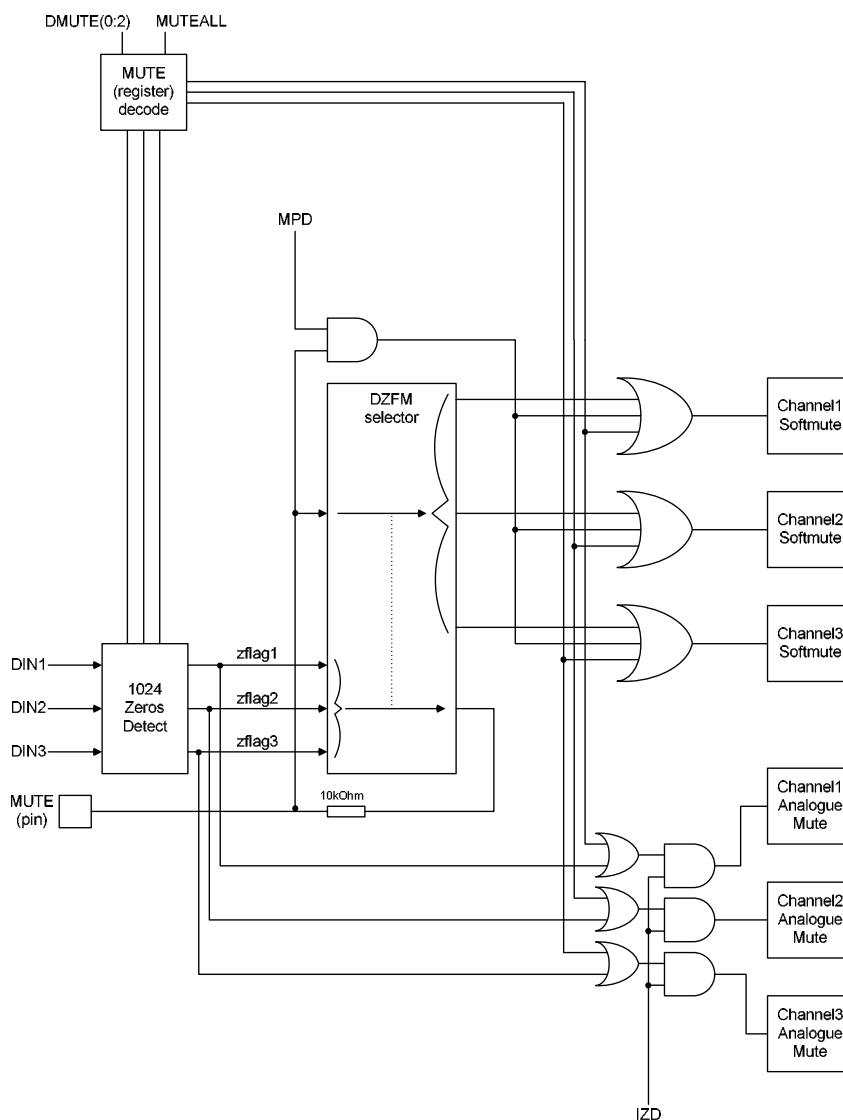 DMUTE(0:2) MUTEALL
MUTE
(register)
decode
MPD
DZFM
selector
Channel1
Softmute
Channel2
Softmute
Channel3
Softmute
DIN1
DIN2
DIN3
1024
Zeros
Detect
zflag1
zflag2
zflag3
MUTE
(pin)
10kOhm
Channel1
Analogue
Mute
Channel2
Analogue
Mute
Channel3
Analogue
Mute
IZD